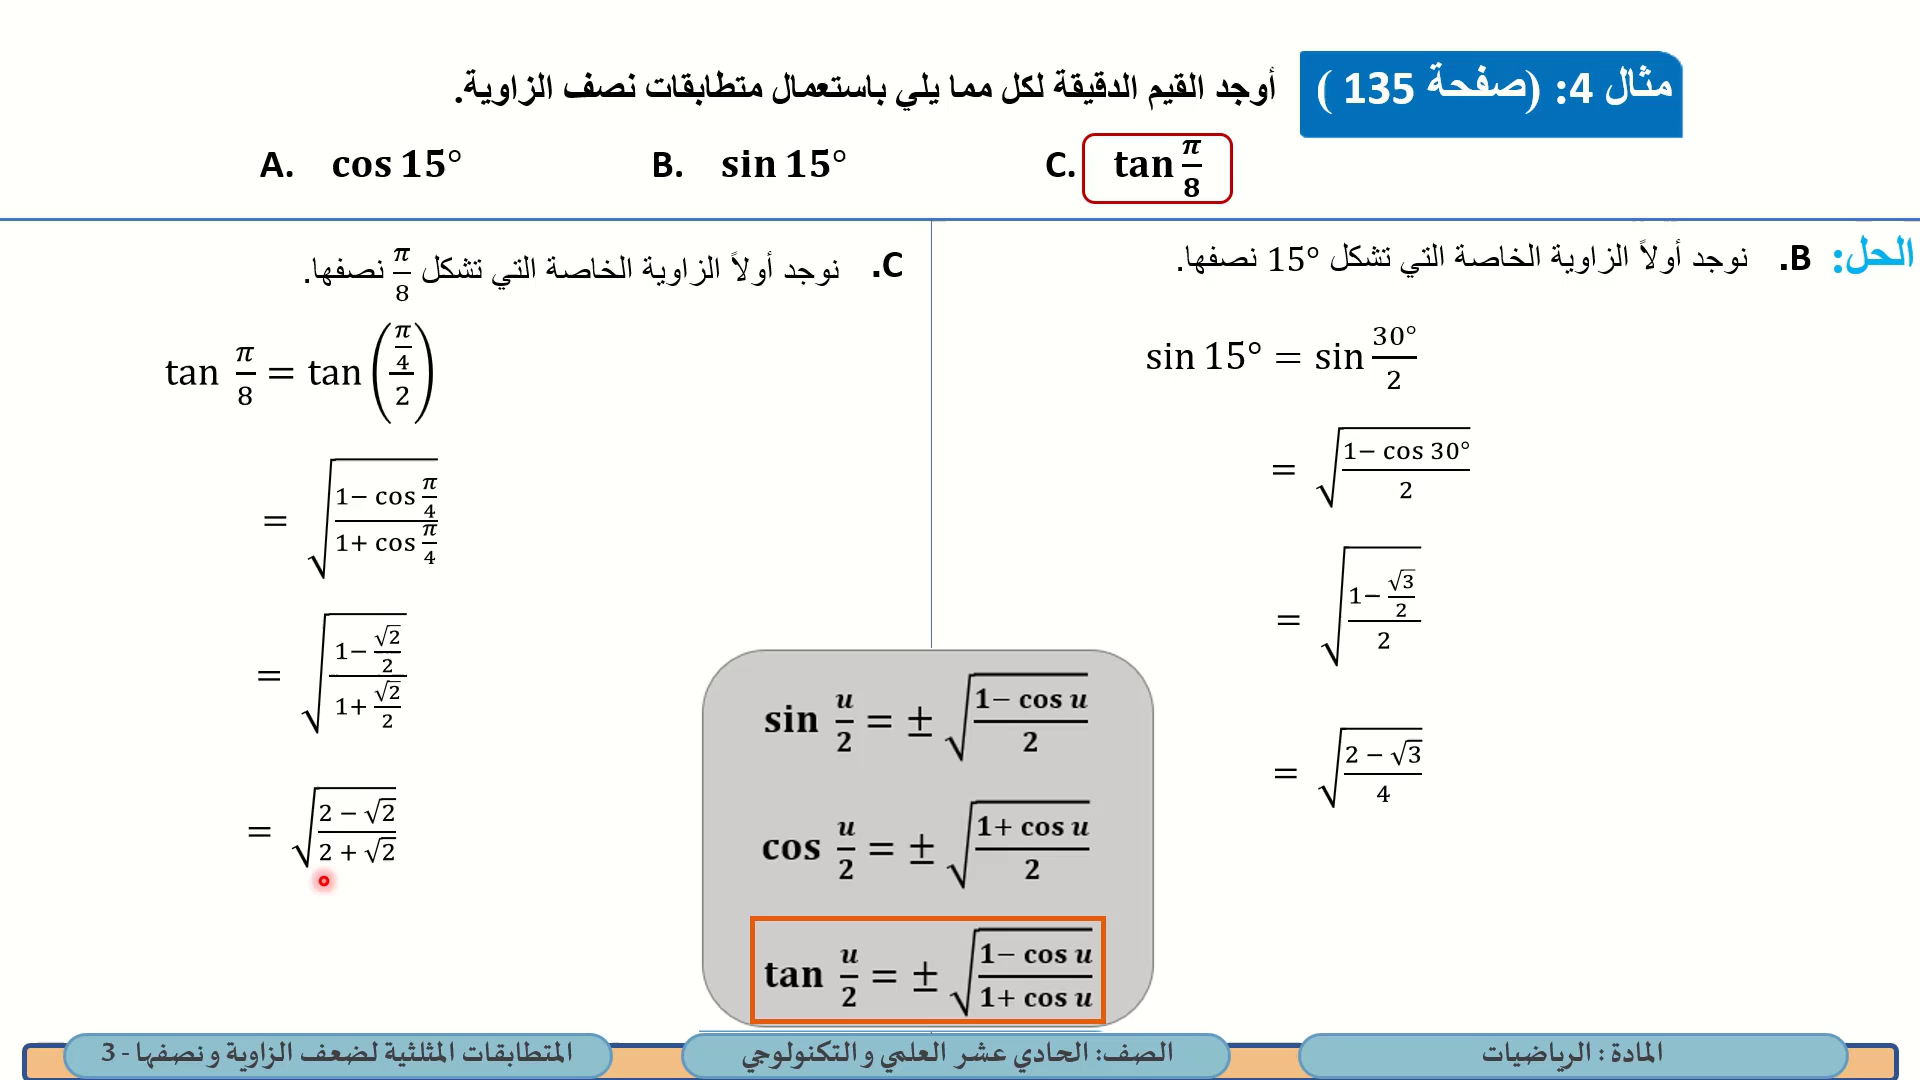 مثال 4: (صفحة 135 ) أوجد القيم الدقيقة لكل مما يلي باستعمال متطابقات نصف الزاوية.
A. cos 15° B. sin 15° C. tan π/8
الحل: B. نوجد أولاً الزاوية الخاصة التي تشكل 15° نصفها.
sin 15° = sin 30°/2
= √((1− cos 30°)/2)
= √((1− √3/2)/2)
= √((2 − √3)/4)
C. نوجد أولاً الزاوية الخاصة التي تشكل π/8 نصفها.
tan π/8 = tan ((π/4)/2)
= √((1− cos π/4)/(1+ cos π/4))
= √((1− √2/2)/(1+ √2/2))
= √((2 − √2)/(2 + √2))
sin u/2 = ± √((1− cos u)/2)
cos u/2 = ± √((1+ cos u)/2)
tan u/2 = ± √((1− cos u)/(1+ cos u))
المادة : الرياضيات
الصف: الحادي عشر العلمي و التكنولوجي
المتطابقات المثلثية لضعف الزاوية و نصفها - 3